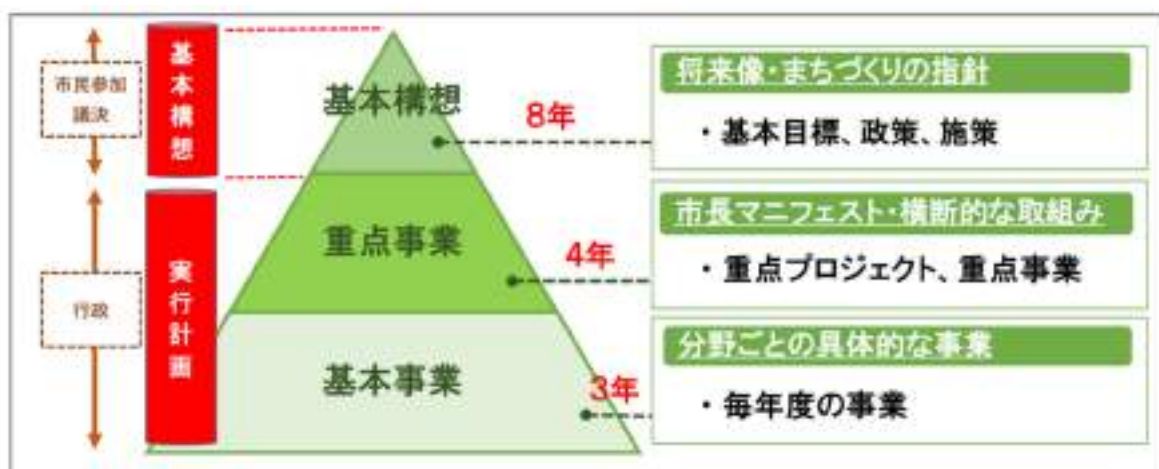 市民参加
議決
基本構想
基本構想
8年
将来像・まちづくりの指針
・基本目標、政策、施策
行政
実行計画
重点事業
4年
市長マニフェスト・横断的な取組み
・重点プロジェクト、重点事業
基本事業
3年
分野ごとの具体的な事業
・毎年度の事業